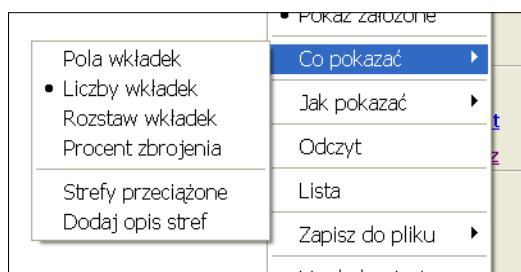 Pokaż założone
Co pokazać
Jak pokazać
Odczyt
Lista
Zapisz do pliku
Pola wkładek
Liczby wkładek
Rozstaw wkładek
Procent zbrojenia
Strefy przeciążone
Dodaj opis stref
t
z